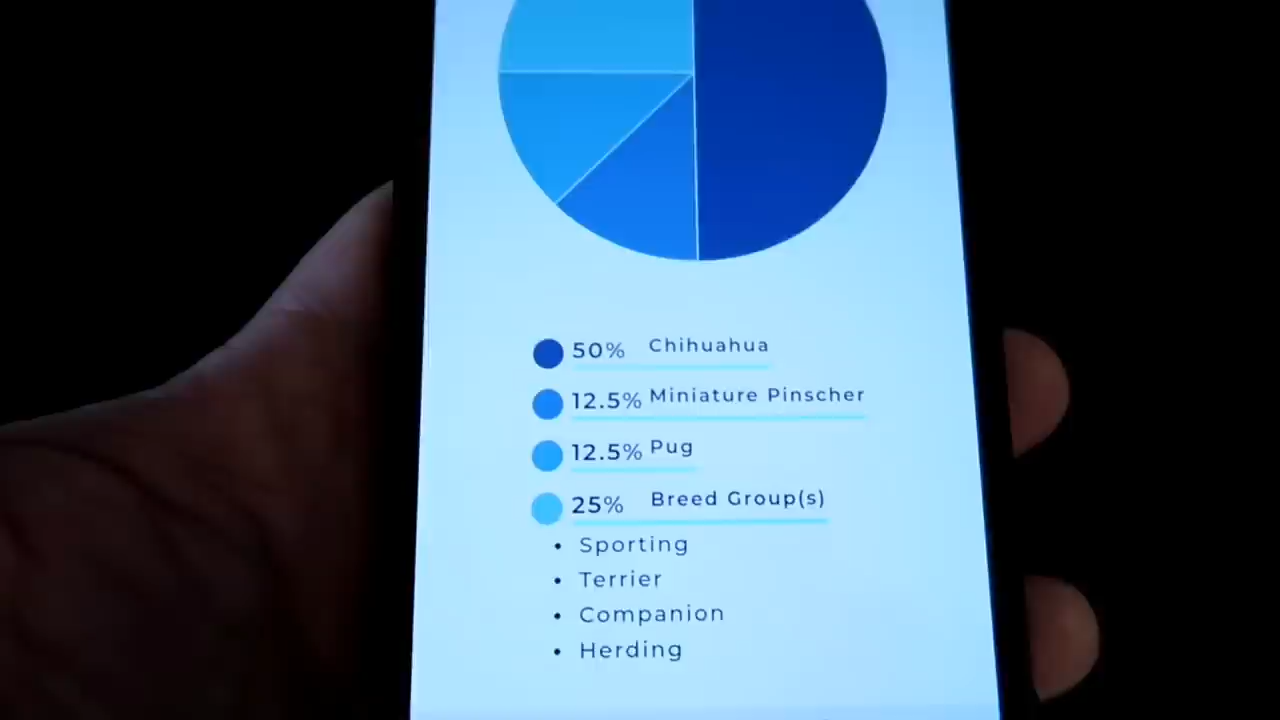 50% Chihuahua
12.5% Miniature Pinscher
12.5% Pug
25% Breed Group(s)
• Sporting
• Terrier
• Companion
• Herding